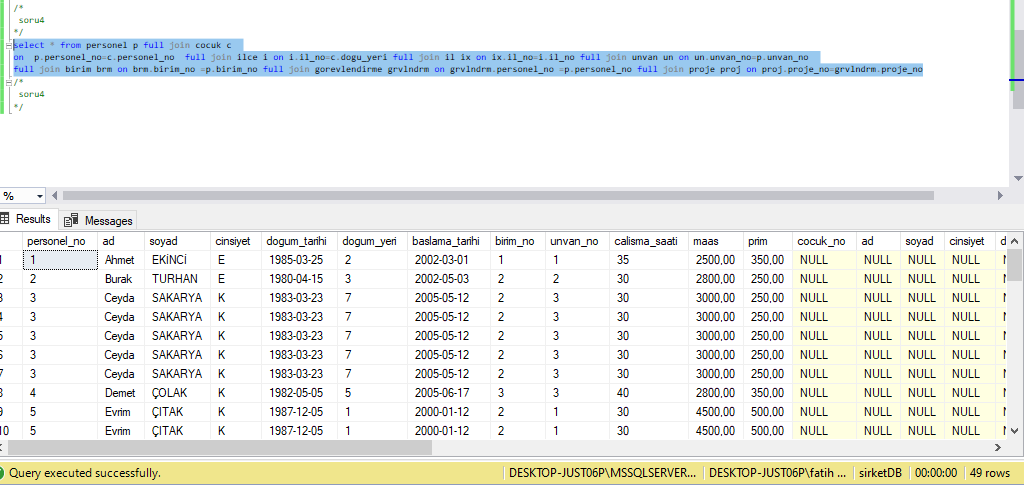 /*
soru4
*/
select * from personel p full join cocuk c
on p.personel_no=c.personel_no full join ilce i on i.il_no=c.dogu_yeri full join il ix on ix.il_no=i.il_no full join unvan un on un.unvan_no=p.unvan_no
full join birim brm on brm.birim_no =p.birim_no full join gorevlendirme grvlndrm on grvlndrm.personel_no =p.personel_no full join proje proj on proj.proje_no=grvlndrm.proje_no
/*
soru4
*/
%
Results Messages
personel_no ad soyad cinsiyet dogum_tarihi dogum_yeri baslama_tarihi birim_no unvan_no calisma_saati maas prim cocuk_no ad soyad cinsiyet d
1 1 Ahmet EKİNCİ E 1985-03-25 2 2002-03-01 1 1 35 2500,00 350,00 NULL NULL NULL NULL N
2 2 Burak TURHAN E 1980-04-15 3 2002-05-03 2 2 30 2800,00 250,00 NULL NULL NULL NULL N
3 3 Ceyda SAKARYA K 1983-03-23 7 2005-05-12 2 3 30 3000,00 250,00 NULL NULL NULL NULL N
4 3 Ceyda SAKARYA K 1983-03-23 7 2005-05-12 2 3 30 3000,00 250,00 NULL NULL NULL NULL N
5 3 Ceyda SAKARYA K 1983-03-23 7 2005-05-12 2 3 30 3000,00 250,00 NULL NULL NULL NULL N
6 3 Ceyda SAKARYA K 1983-03-23 7 2005-05-12 2 3 30 3000,00 250,00 NULL NULL NULL NULL N
7 3 Ceyda SAKARYA K 1983-03-23 7 2005-05-12 2 3 30 3000,00 250,00 NULL NULL NULL NULL N
8 4 Demet ÇOLAK K 1982-05-05 5 2005-06-17 3 3 40 2800,00 350,00 NULL NULL NULL NULL N
9 5 Evrim ÇITAK K 1987-12-05 1 2000-01-12 2 1 30 4500,00 500,00 NULL NULL NULL NULL N
10 5 Evrim ÇITAK K 1987-12-05 1 2000-01-12 2 1 30 4500,00 500,00 NULL NULL NULL NULL N
Query executed successfully. DESKTOP-JUST06P\MSSQLSERVER... DESKTOP-JUST06P\fatih ... sirketDB 00:00:00 49 rows